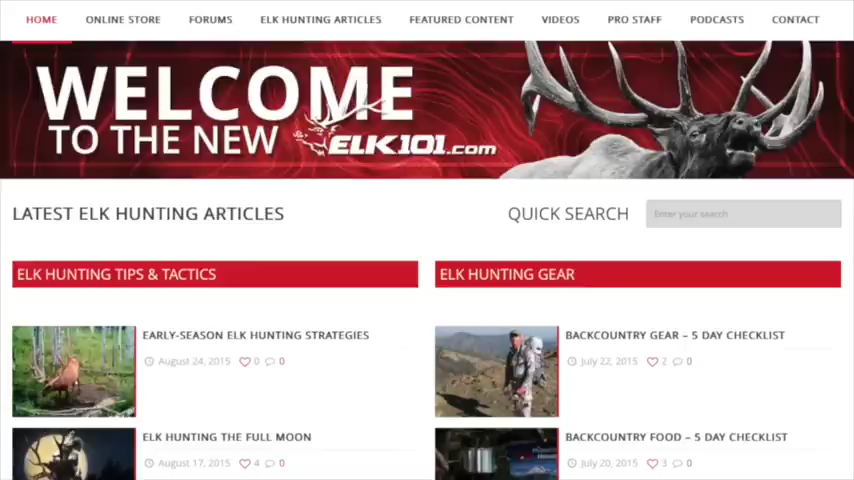 HOME ONLINE STORE FORUMS ELK HUNTING ARTICLES FEATURED CONTENT VIDEOS PRO STAFF PODCASTS CONTACT
WELCOME
TO THE NEW ELK101.com
LATEST ELK HUNTING ARTICLES
QUICK SEARCH Enter your search
ELK HUNTING TIPS & TACTICS
EARLY-SEASON ELK HUNTING STRATEGIES
August 24, 2015 0 0
ELK HUNTING THE FULL MOON
August 17, 2015 4 0
ELK HUNTING GEAR
BACKCOUNTRY GEAR – 5 DAY CHECKLIST
July 22, 2015 2 0
BACKCOUNTRY FOOD – 5 DAY CHECKLIST
July 20, 2015 3 0